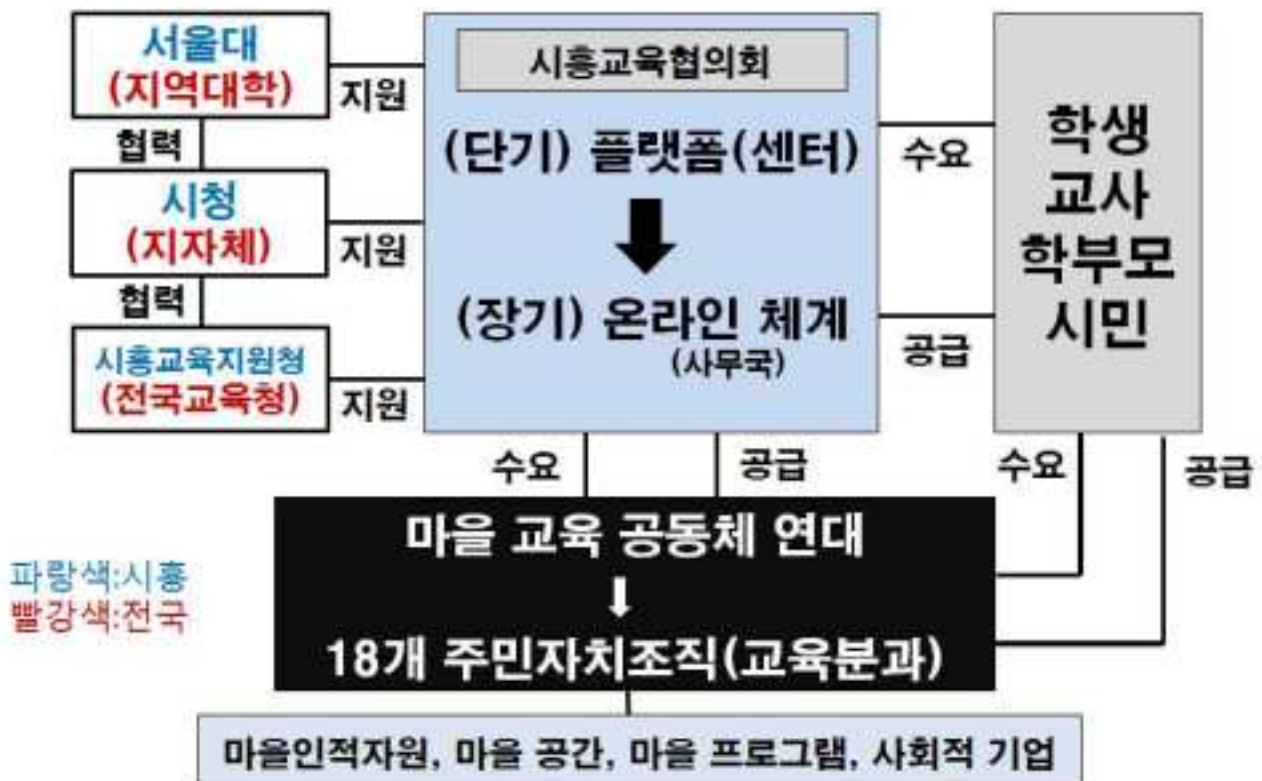 서울대
(지역대학)
지원
협력
시청
(지자체)
지원
협력
시흥교육지원청
(전국교육청)
지원
시흥교육협의회
(단기) 플랫폼(센터)
(장기) 온라인 체계
(사무국)
수요
공급
학생
교사
학부모
시민
수요
공급
수요
공급
마을 교육 공동체 연대
18개 주민자치조직(교육분과)
파랑색:시흥
빨강색:전국
마을인적자원, 마을 공간, 마을 프로그램, 사회적 기업